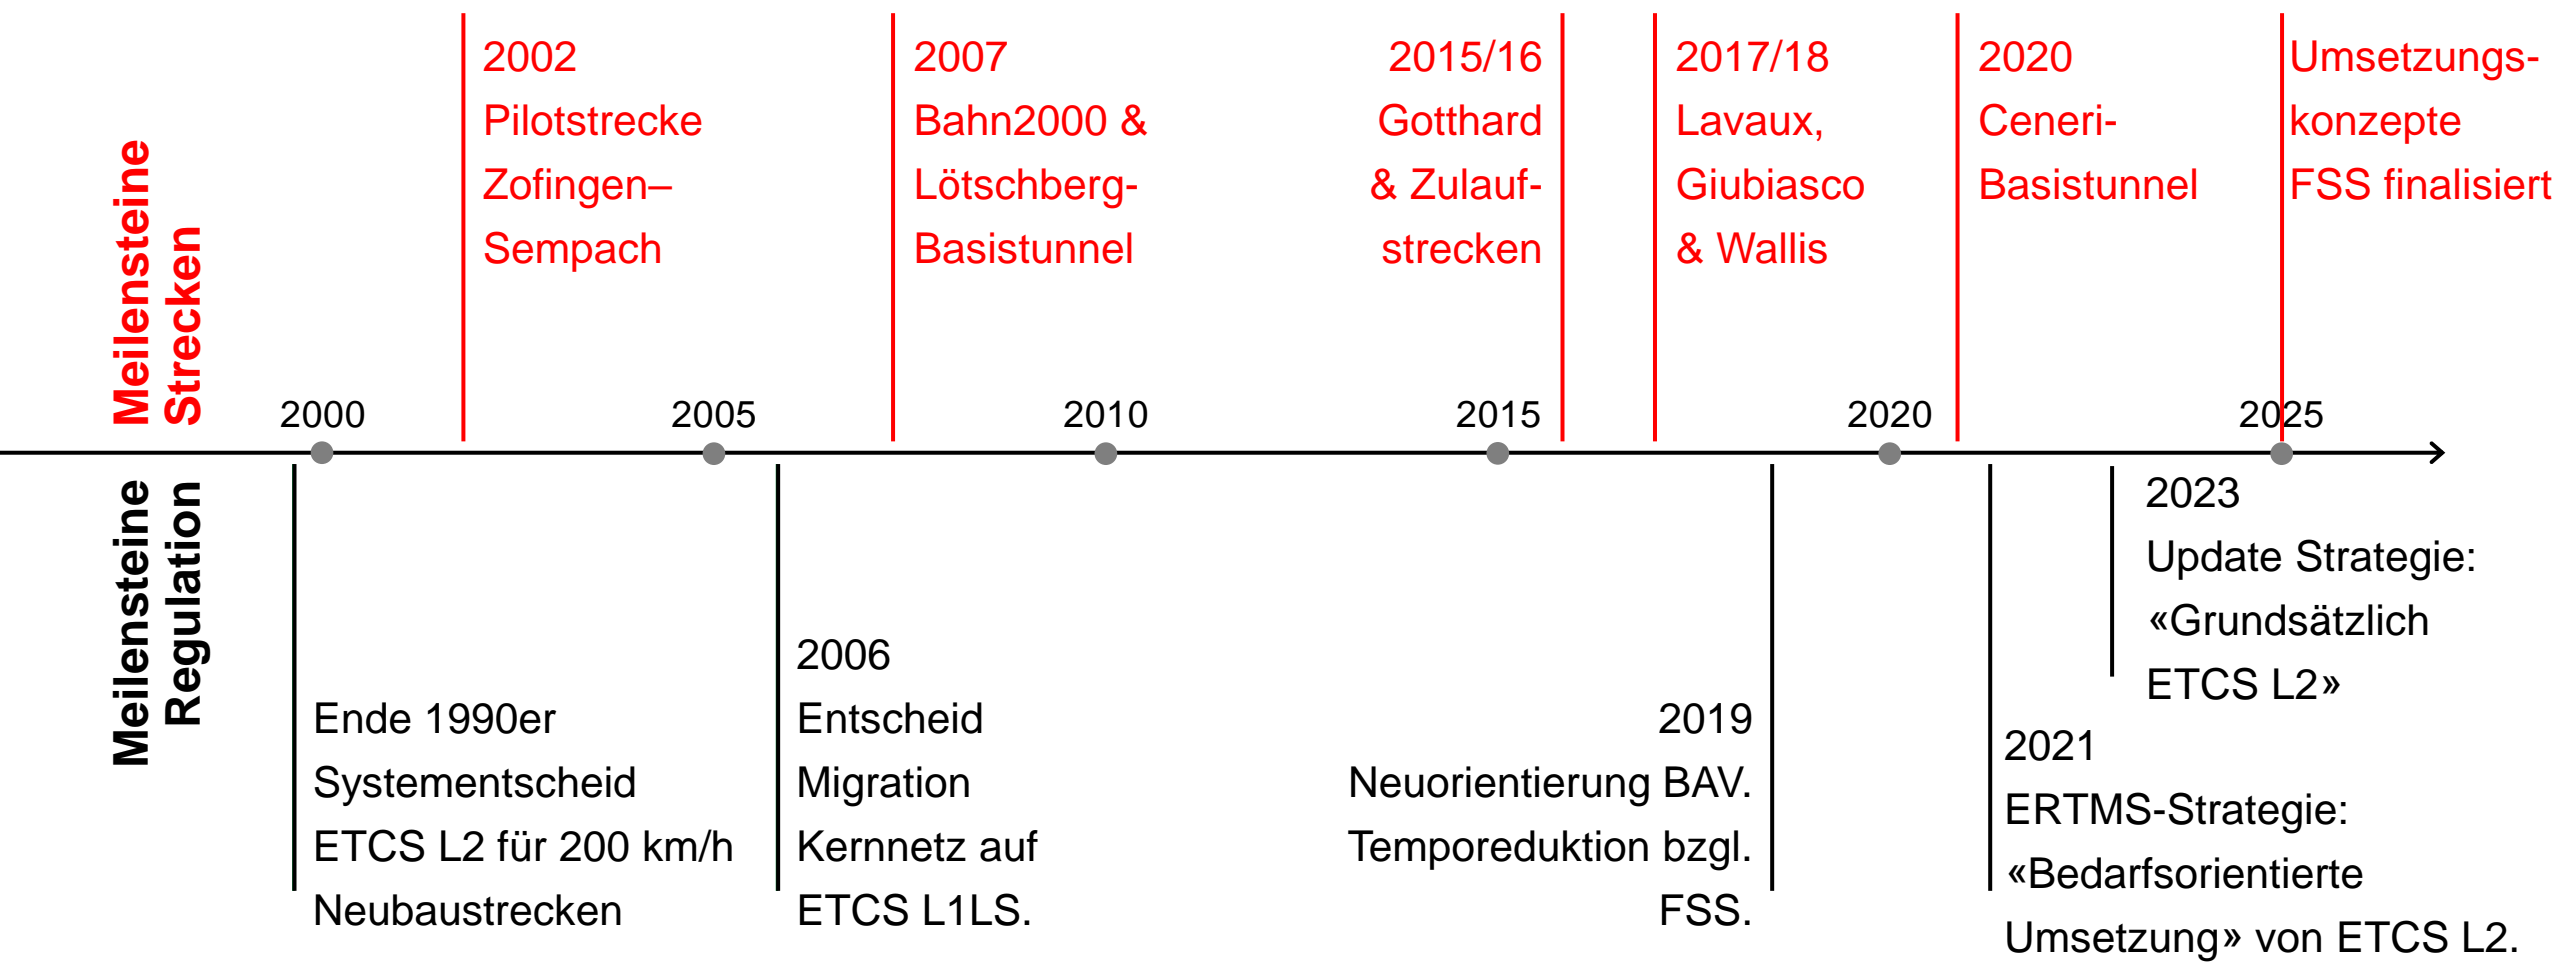 Meilensteine
Strecken
2002
Pilotstrecke
Zofingen–
Sempach
2007
Bahn2000 &
Lötschberg-
Basistunnel
2015/16
Gotthard
& Zulauf-
strecken
2017/18
Lavaux,
Giubiasco
& Wallis
2020
Ceneri-
Basistunnel
Umsetzungs-
konzepte
FSS finalisiert
2000
2005
2010
2015
2020
2025
Meilensteine
Regulation
Ende 1990er
Systementscheid
ETCS L2 für 200 km/h
Neubaustrecken
2006
Entscheid
Migration
Kernnetz auf
ETCS L1LS.
2019
Neuorientierung BAV.
Temporeduktion bzgl.
FSS.
2021
ERTMS-Strategie:
«Bedarfsorientierte
Umsetzung» von ETCS L2.
2023
Update Strategie:
«Grundsätzlich
ETCS L2»